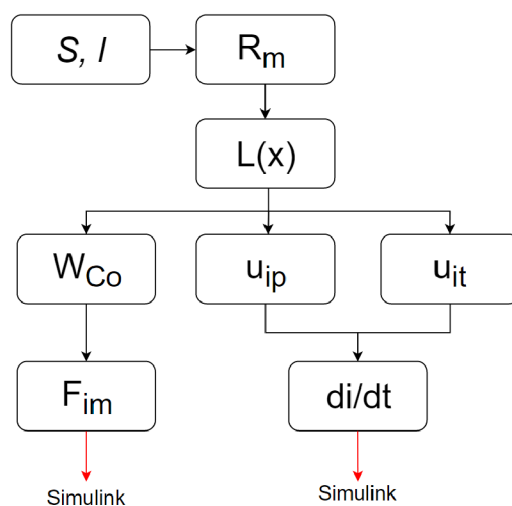 S, l
Rm
L(x)
WCo
uip
uit
Fim
di/dt
Simulink
Simulink